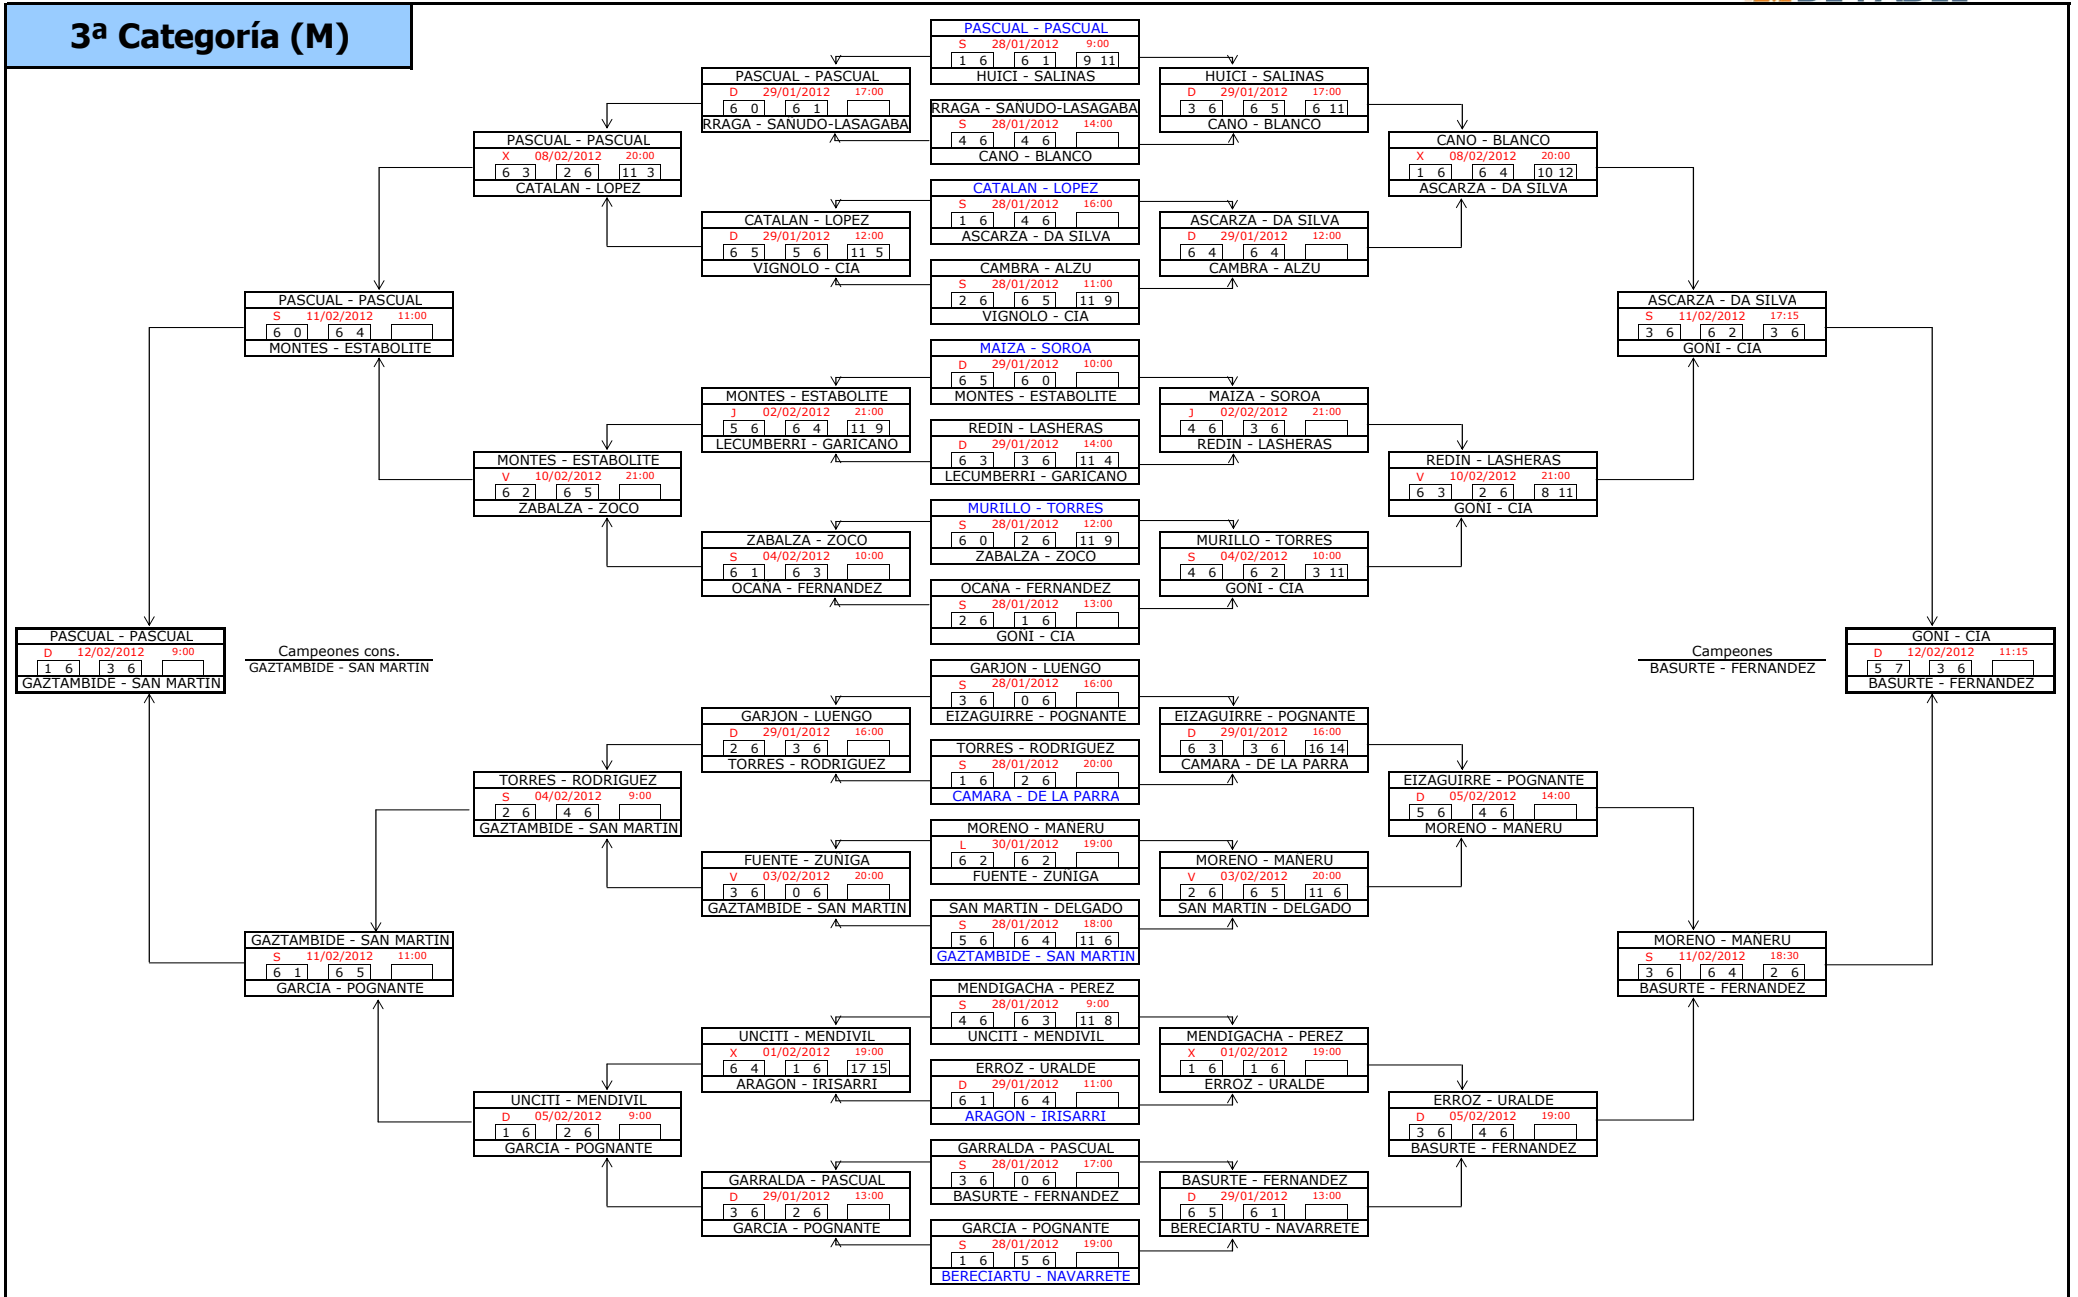 3ª Categoría (M)
PASCUAL - PASCUAL
S 28/01/2012 9:00
1 6 6 1 9 11
HUICI - SALINAS
RRAGA - SAÑUDO-LASAGABA
S 28/01/2012 14:00
4 6 4 6
CANO - BLANCO
CATALAN - LOPEZ
S 28/01/2012 16:00
1 6 4 6
ASCARZA - DA SILVA
CAMBRA - ALZU
S 28/01/2012 11:00
2 6 6 5 11 9
VIGNOLO - CIA
MAIZA - SOROA
D 29/01/2012 10:00
6 5 6 0
MONTES - ESTABOLITE
REDIN - LASHERAS
D 29/01/2012 14:00
6 3 3 6 11 4
LECUMBERRI - GARICANO
MURILLO - TORRES
S 28/01/2012 12:00
6 0 2 6 11 9
ZABALZA - ZOCO
OCAÑA - FERNANDEZ
S 28/01/2012 13:00
2 6 1 6
GOÑI - CIA
GARJON - LUENGO
S 28/01/2012 16:00
3 6 0 6
EIZAGUIRRE - POGNANTE
TORRES - RODRIGUEZ
S 28/01/2012 20:00
1 6 2 6
CAMARA - DE LA PARRA
MORENO - MAÑERU
L 30/01/2012 19:00
6 2 6 2
FUENTE - ZUÑIGA
SAN MARTIN - DELGADO
S 28/01/2012 18:00
5 6 6 4 11 6
GAZTAMBIDE - SAN MARTIN
MENDIGACHA - PEREZ
S 28/01/2012 9:00
4 6 6 3 11 8
UNCITI - MENDIVIL
ERROZ - URALDE
D 29/01/2012 11:00
6 1 6 4
ARAGON - IRISARRI
GARRALDA - PASCUAL
S 28/01/2012 17:00
3 6 0 6
BASURTE - FERNANDEZ
GARCIA - POGNANTE
S 28/01/2012 19:00
1 6 5 6
BERECIARTU - NAVARRETE
PASCUAL - PASCUAL
D 29/01/2012 17:00
6 0 6 1
RRAGA - SAÑUDO-LASAGABA
CATALAN - LOPEZ
D 29/01/2012 12:00
6 5 5 6 11 5
VIGNOLO - CIA
MONTES - ESTABOLITE
J 02/02/2012 21:00
5 6 6 4 11 9
LECUMBERRI - GARICANO
ZABALZA - ZOCO
S 04/02/2012 10:00
6 1 6 3
OCAÑA - FERNANDEZ
GARJON - LUENGO
D 29/01/2012 16:00
2 6 3 6
TORRES - RODRIGUEZ
FUENTE - ZUÑIGA
V 03/02/2012 20:00
3 6 0 6
GAZTAMBIDE - SAN MARTIN
UNCITI - MENDIVIL
X 01/02/2012 19:00
6 4 1 6 17 15
ARAGON - IRISARRI
GARRALDA - PASCUAL
D 29/01/2012 13:00
3 6 2 6
GARCIA - POGNANTE
PASCUAL - PASCUAL
X 08/02/2012 20:00
6 3 2 6 11 3
CATALAN - LOPEZ
MONTES - ESTABOLITE
V 10/02/2012 21:00
6 2 6 5
ZABALZA - ZOCO
TORRES - RODRIGUEZ
S 04/02/2012 9:00
2 6 4 6
GAZTAMBIDE - SAN MARTIN
UNCITI - MENDIVIL
D 05/02/2012 9:00
1 6 2 6
GARCIA - POGNANTE
PASCUAL - PASCUAL
S 11/02/2012 11:00
6 0 6 4
MONTES - ESTABOLITE
GAZTAMBIDE - SAN MARTIN
S 11/02/2012 11:00
6 1 6 5
GARCIA - POGNANTE
PASCUAL - PASCUAL
D 12/02/2012 9:00
1 6 3 6
GAZTAMBIDE - SAN MARTIN
Campeones cons.
GAZTAMBIDE - SAN MARTIN
HUICI - SALINAS
D 29/01/2012 17:00
3 6 6 5 6 11
CANO - BLANCO
ASCARZA - DA SILVA
D 29/01/2012 12:00
6 4 6 4
CAMBRA - ALZU
MAIZA - SOROA
J 02/02/2012 21:00
4 6 3 6
REDIN - LASHERAS
MURILLO - TORRES
S 04/02/2012 10:00
4 6 6 2 3 11
GOÑI - CIA
EIZAGUIRRE - POGNANTE
D 29/01/2012 16:00
6 3 3 6 16 14
CAMARA - DE LA PARRA
MORENO - MAÑERU
V 03/02/2012 20:00
2 6 6 5 11 6
SAN MARTIN - DELGADO
MENDIGACHA - PEREZ
X 01/02/2012 19:00
1 6 1 6
ERROZ - URALDE
BASURTE - FERNANDEZ
D 29/01/2012 13:00
6 5 6 1
BERECIARTU - NAVARRETE
CANO - BLANCO
X 08/02/2012 20:00
1 6 6 4 10 12
ASCARZA - DA SILVA
REDIN - LASHERAS
V 10/02/2012 21:00
6 3 2 6 8 11
GOÑI - CIA
EIZAGUIRRE - POGNANTE
D 05/02/2012 14:00
5 6 4 6
MORENO - MAÑERU
ERROZ - URALDE
D 05/02/2012 19:00
3 6 4 6
BASURTE - FERNANDEZ
ASCARZA - DA SILVA
S 11/02/2012 17:15
3 6 6 2 3 6
GOÑI - CIA
MORENO - MAÑERU
S 11/02/2012 18:30
3 6 6 4 2 6
BASURTE - FERNANDEZ
Campeones
BASURTE - FERNANDEZ
GOÑI - CIA
D 12/02/2012 11:15
5 7 3 6
BASURTE - FERNANDEZ